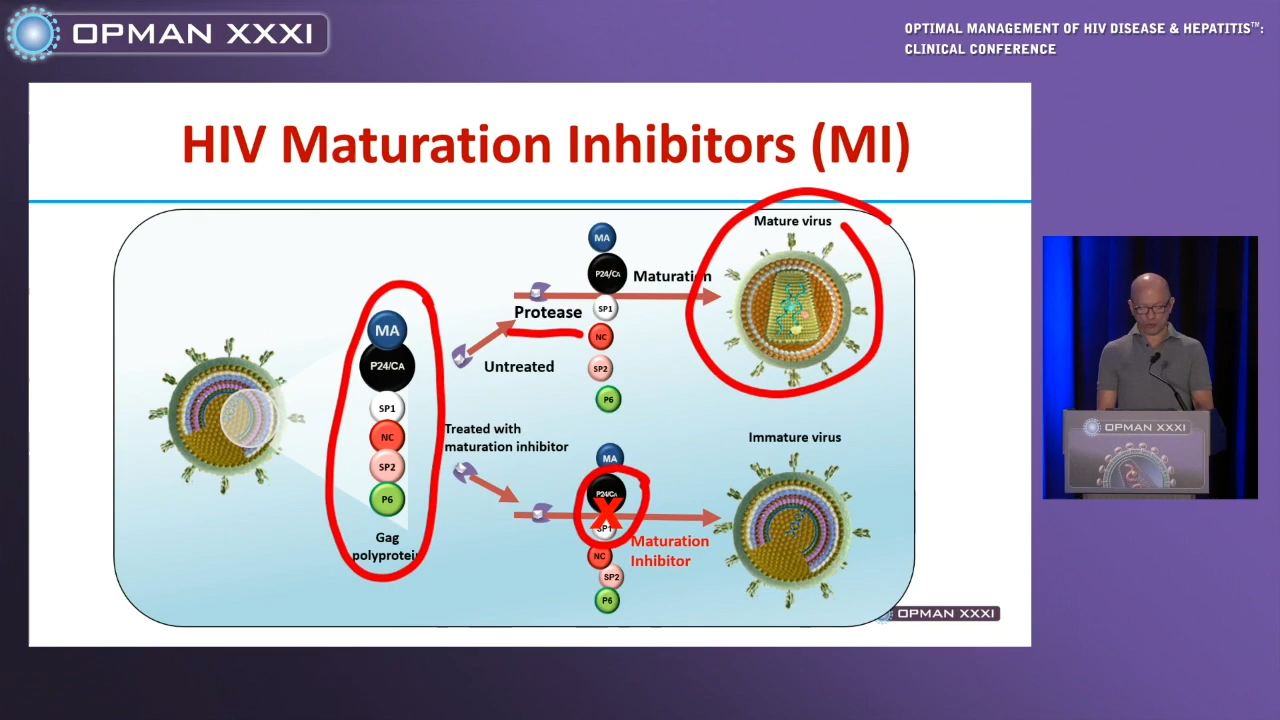 OPMAN XXXI
OPTIMAL MANAGEMENT OF HIV DISEASE & HEPATITIS™:
CLINICAL CONFERENCE
HIV Maturation Inhibitors (MI)
MA
P24/CA
SP1
NC
SP2
P6
Gag
polyprotein
Protease
Untreated
MA
P24/CA
SP1
NC
SP2
P6
Maturation
Mature virus
Treated with
maturation inhibitor
MA
P24/CA
X
SP1
NC
SP2
P6
Maturation
Inhibitor
Immature virus
OPMAN XXXI
OPMAN XXXI